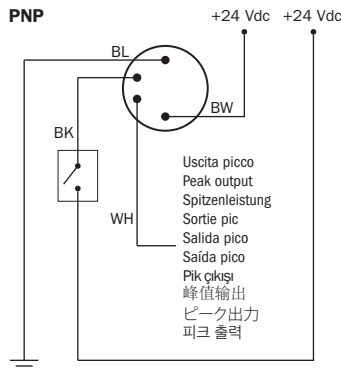 PNP
+24 Vdc +24 Vdc
BL
BW
BK
WH
Uscita picco
Peak output
Spitzenleistung
Sortie pic
Salida pico
Saída pico
Pik çıkışı
峰值输出
ピーク出力
피크 출력